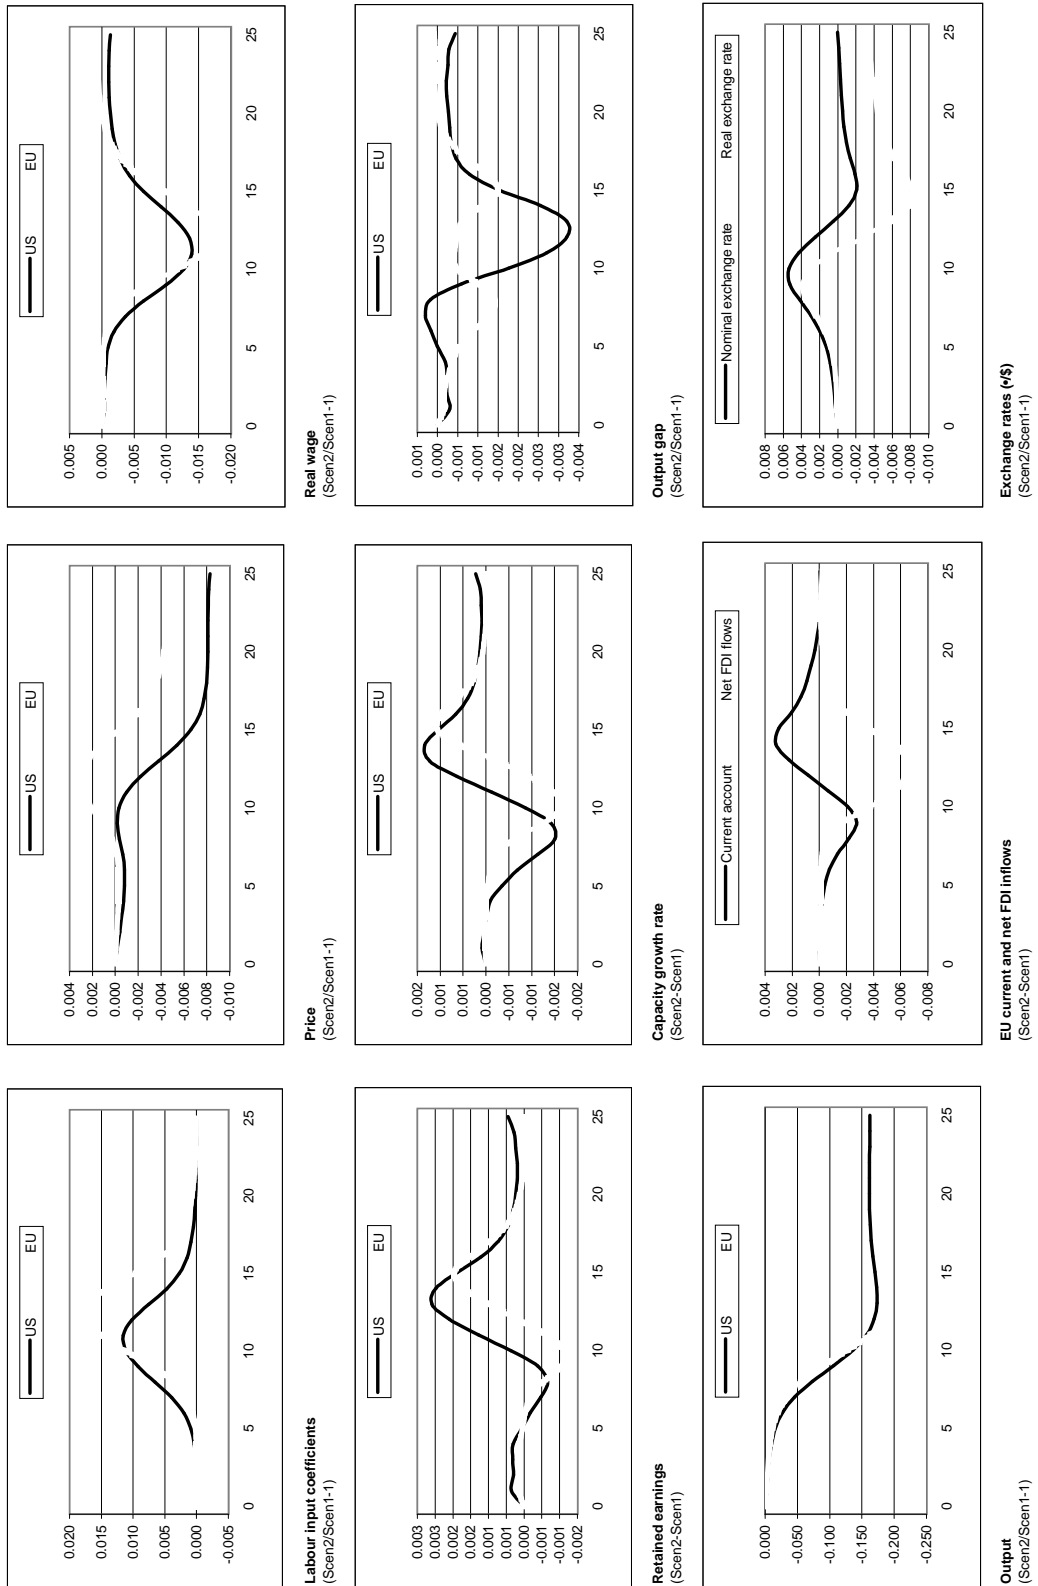 US EU
0.020
0.015
0.010
0.005
0.000
-0.005
0 5 10 15 20 25
Labour input coefficients
(Scen2/Scen1-1)
US EU
0.004
0.002
0.000
-0.002
-0.004
-0.006
-0.008
-0.010
0 5 10 15 20 25
Price
(Scen2/Scen1-1)
US EU
0.005
0.000
-0.005
-0.010
-0.015
-0.020
0 5 10 15 20 25
Real wage
(Scen2/Scen1-1)
US EU
0.003
0.003
0.002
0.002
0.001
0.001
0.000
-0.001
-0.001
-0.002
0 5 10 15 20 25
Retained earnings
(Scen2-Scen1)
US EU
0.002
0.001
0.001
0.000
-0.001
-0.001
-0.002
-0.002
0 5 10 15 20 25
Capacity growth rate
(Scen2-Scen1)
US EU
0.001
0.000
-0.001
-0.001
-0.002
-0.002
-0.003
-0.003
-0.004
0 5 10 15 20 25
Output gap
(Scen2/Scen1-1)
US EU
0.000
-0.050
-0.100
-0.150
-0.200
-0.250
0 5 10 15 20 25
Output
(Scen2/Scen1-1)
Current account Net FDI flows
0.004
0.002
0.000
-0.002
-0.004
-0.006
-0.008
0 5 10 15 20 25
EU current and net FDI inflows
(Scen2-Scen1)
Nominal exchange rate Real exchange rate
0.008
0.006
0.004
0.002
0.000
-0.002
-0.004
-0.006
-0.008
-0.010
0 5 10 15 20 25
Exchange rates (•/$)
(Scen2/Scen1-1)